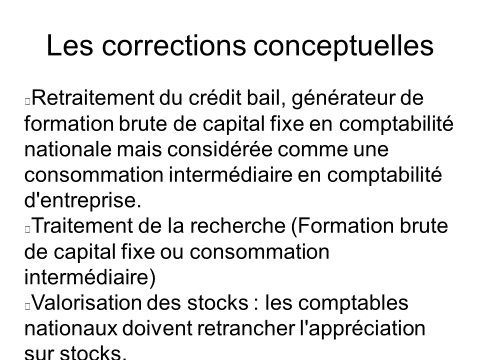 Les corrections conceptuelles
Retraitement du crédit bail, générateur de
formation brute de capital fixe en comptabilité
nationale mais considérée comme une
consommation intermédiaire en comptabilité
d'entreprise.
Traitement de la recherche (Formation brute
de capital fixe ou consommation
intermédiaire)
Valorisation des stocks : les comptables
nationaux doivent retrancher l'appréciation
sur stocks.